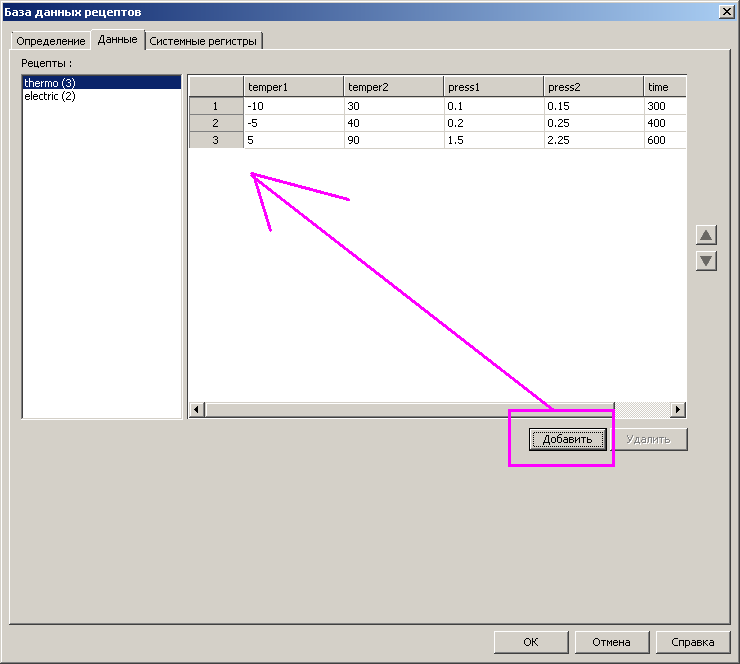 База данных рецептов
Определение Данные Системные регистры
Рецепты :
thermo (3)
electric (2)
temper1 temper2 press1 press2 time
1 -10 30 0.1 0.15 300
2 -5 40 0.2 0.25 400
3 5 90 1.5 2.25 600
Добавить Удалить
OK Отмена Справка